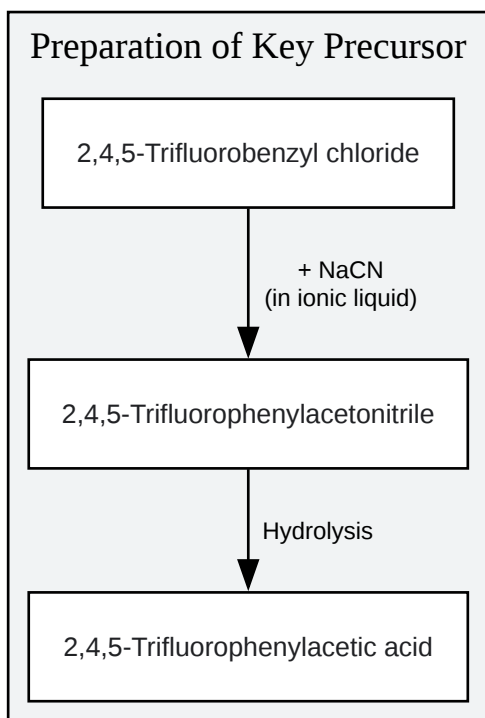 Preparation of Key Precursor
2,4,5-Trifluorobenzyl chloride
+ NaCN
(in ionic liquid)
2,4,5-Trifluorophenylacetonitrile
Hydrolysis
2,4,5-Trifluorophenylacetic acid